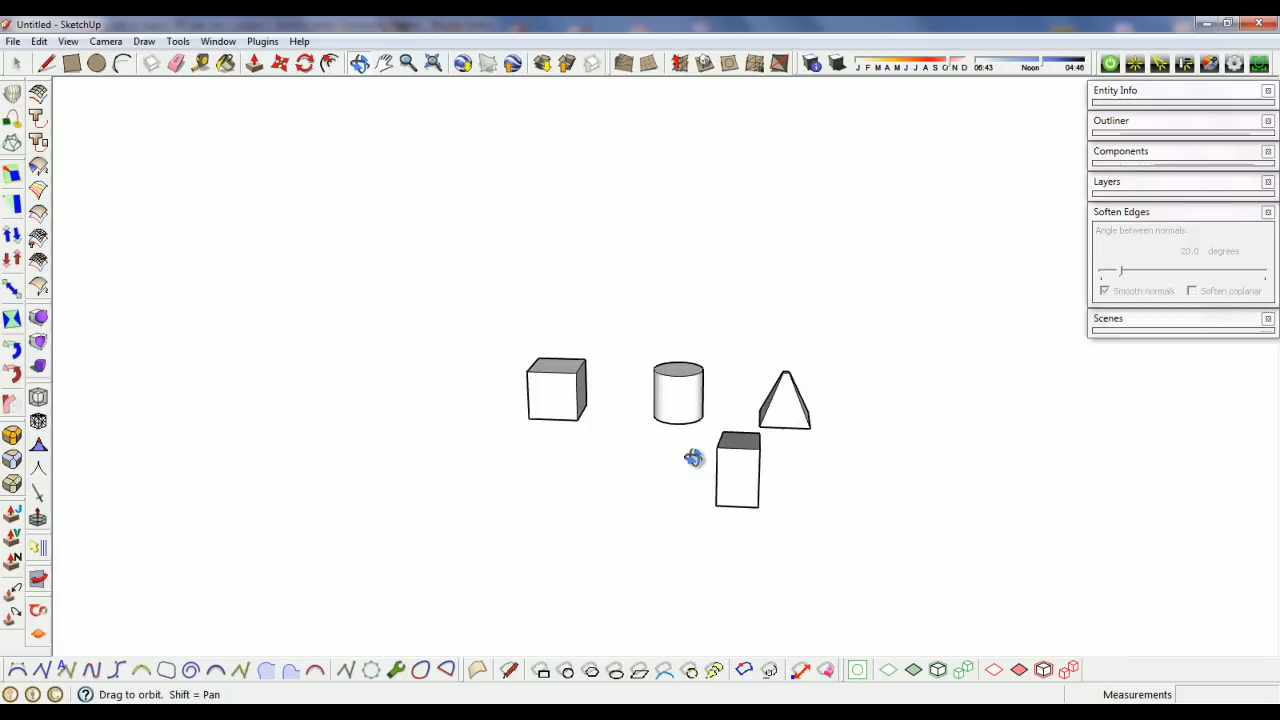 Untitled - SketchUp
File Edit View Camera Draw Tools Window Plugins Help
J F M A M J J A S O N D 06:43 Noon 04:46
Entity Info
Outliner
Components
Layers
Soften Edges
Angle between normals:
20.0 degrees
Smooth normals Soften coplanar
Scenes
J
V
N
Drag to orbit. Shift = Pan
Measurements